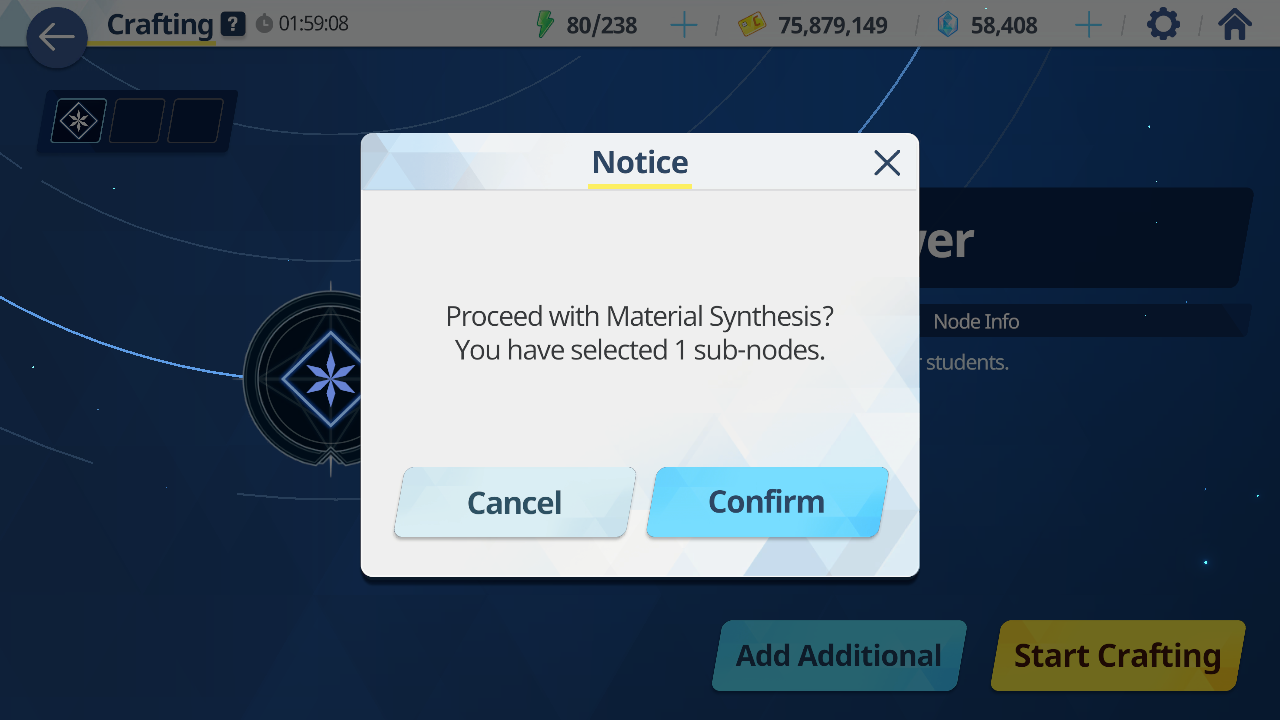 Crafting ? 01:59:08 80/238 75,879,149 58,408
Notice
Node Info
students.
Proceed with Material Synthesis?
You have selected 1 sub-nodes.
Cancel
Confirm
Add Additional
Start Crafting